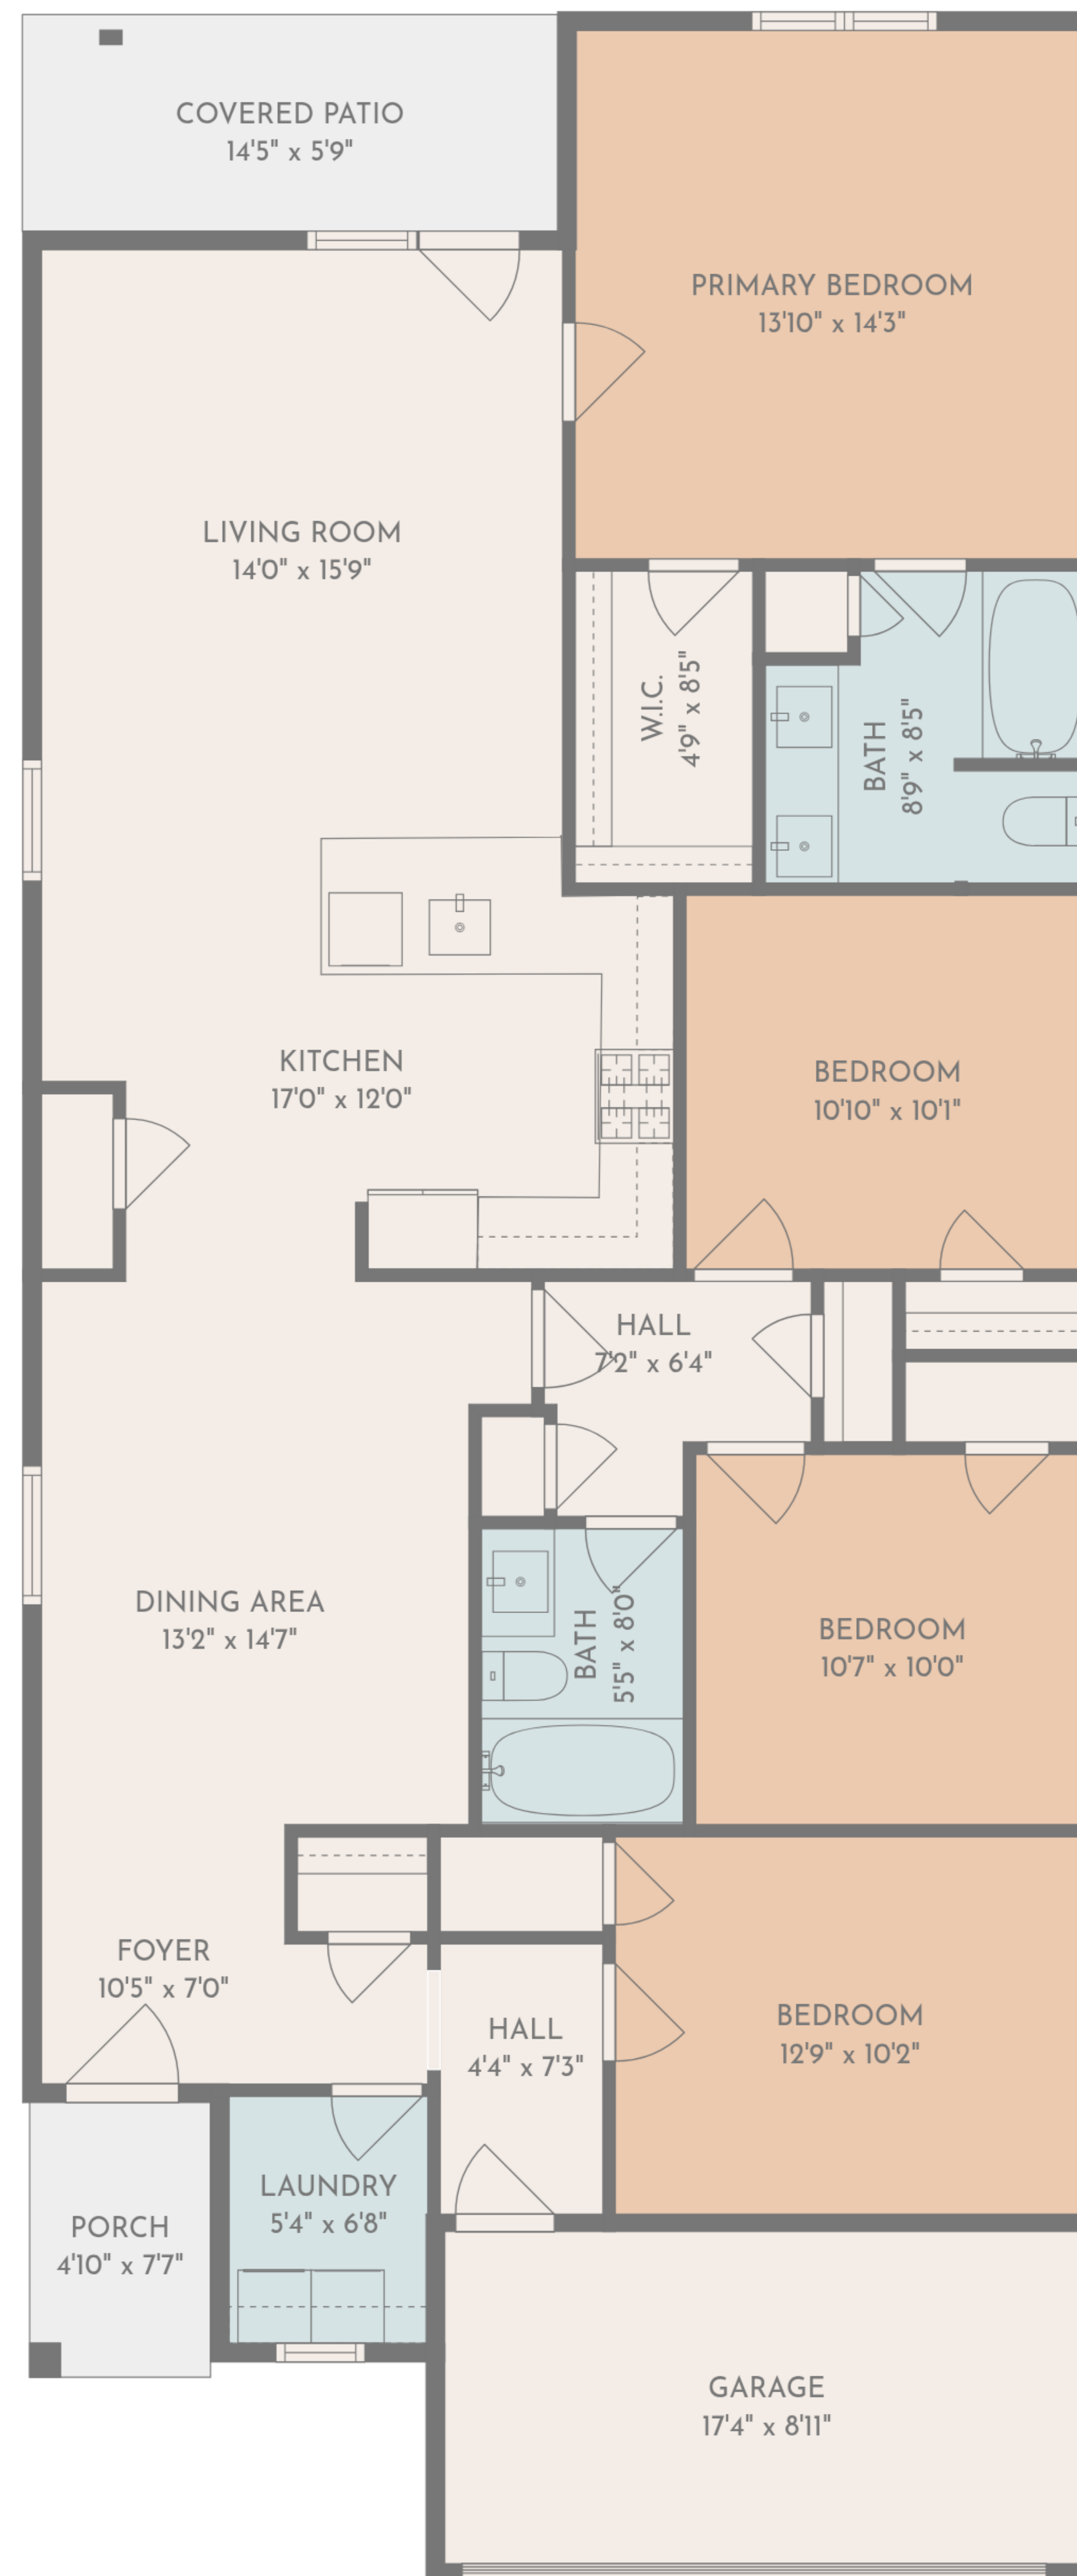 COVERED PATIO
14'5" x 5'9"
PRIMARY BEDROOM
13'10" x 14'3"
LIVING ROOM
14'0" x 15'9"
W.I.C.
4'9" x 8'5"
BATH
8'9" x 8'5"
KITCHEN
17'0" x 12'0"
BEDROOM
10'10" x 10'1"
HALL
7'2" x 6'4"
DINING AREA
13'2" x 14'7"
BATH
5'5" x 8'0"
BEDROOM
10'7" x 10'0"
FOYER
10'5" x 7'0"
HALL
4'4" x 7'3"
BEDROOM
12'9" x 10'2"
LAUNDRY
5'4" x 6'8"
PORCH
4'10" x 7'7"
GARAGE
17'4" x 8'11"